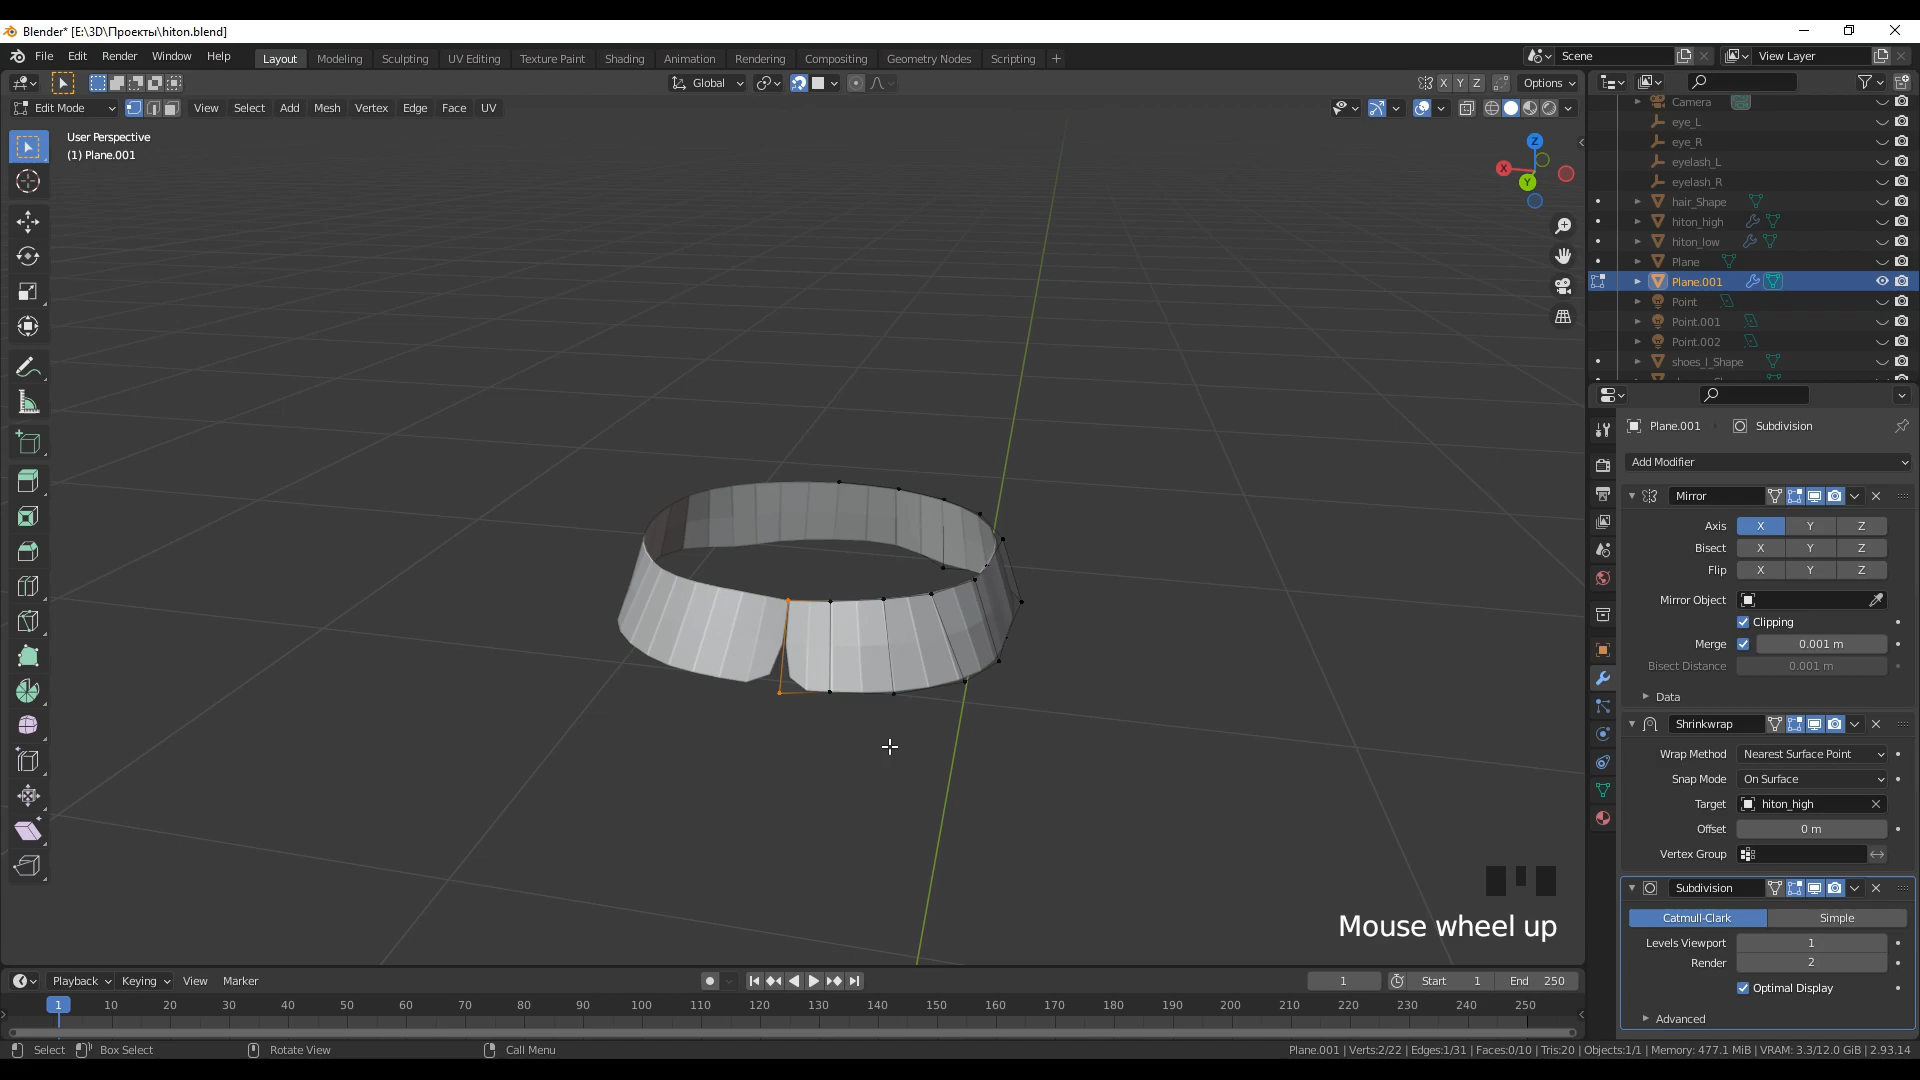 Blender* [E:\3D\Проекты\hiton.blend]
File Edit Render Window Help
Layout Modeling Sculpting UV Editing Texture Paint Shading Animation Rendering Compositing Geometry Nodes Scripting +
Scene
View Layer
Global
X Y Z
Options
Edit Mode
View Select Add Mesh Vertex Edge Face UV
User Perspective
(1) Plane.001
Z
X
Y
Camera
eye_L
eye_R
eyelash_L
eyelash_R
hair_Shape
hiton_high
hiton_low
Plane
Plane.001
Point
Point.001
Point.002
shoes_l_Shape
Plane.001
Subdivision
Add Modifier
Mirror
Axis X Y Z
Bisect X Y Z
Flip X Y Z
Mirror Object
Clipping
Merge 0.001 m
Bisect Distance 0.001 m
Data
Shrinkwrap
Wrap Method Nearest Surface Point
Snap Mode On Surface
Target hiton_high
Offset 0 m
Vertex Group
Subdivision
Catmull-Clark Simple
Levels Viewport 1
Render 2
Optimal Display
Advanced
Mouse wheel up
Playback Keying View Marker
1
Start 1
End 250
1 10 20 30 40 50 60 70 80 90 100 110 120 130 140 150 160 170 180 190 200 210 220 230 240 250
Select Box Select Rotate View Call Menu
Plane.001 | Verts:2/22 | Edges:1/31 | Faces:0/10 | Tris:20 | Objects:1/1 | Memory: 477.1 MiB | VRAM: 3.3/12.0 GiB | 2.93.14